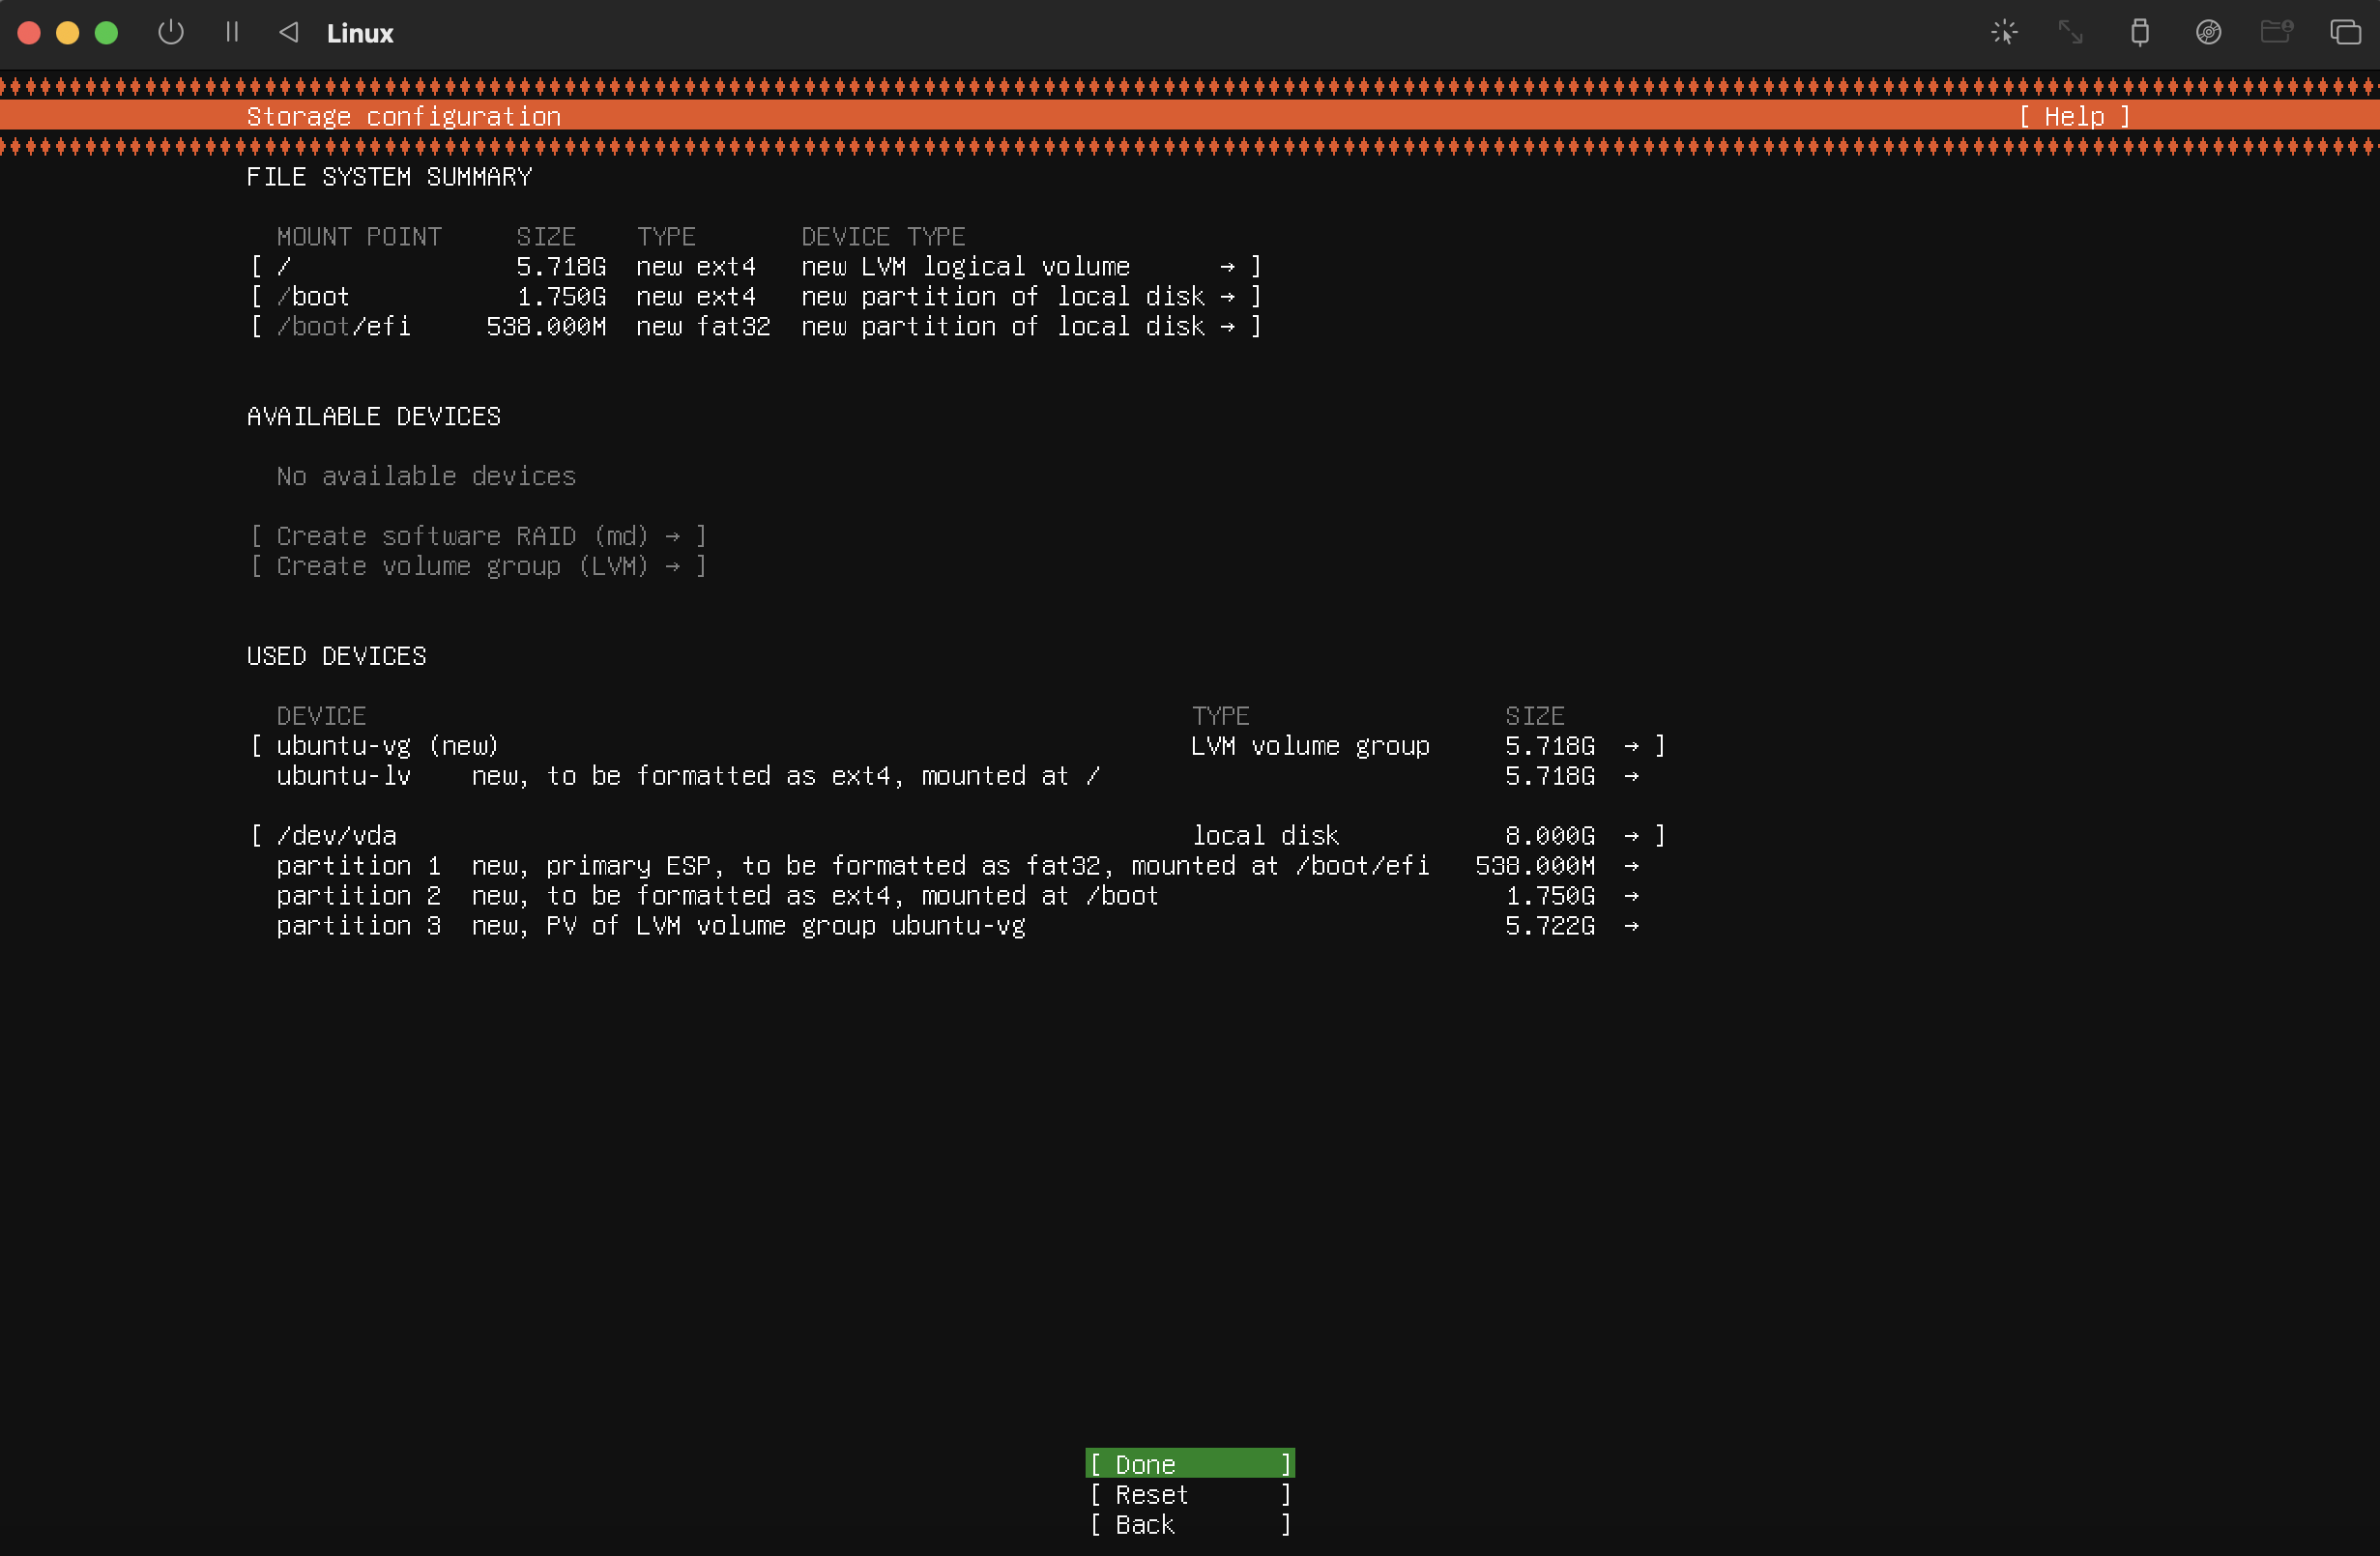 Linux
Storage configuration [ Help ]
FILE SYSTEM SUMMARY
MOUNT POINT SIZE TYPE DEVICE TYPE
[ / 5.718G new ext4 new LVM logical volume → ]
[ /boot 1.750G new ext4 new partition of local disk → ]
[ /boot/efi 538.000M new fat32 new partition of local disk → ]
AVAILABLE DEVICES
No available devices
[ Create software RAID (md) → ]
[ Create volume group (LVM) → ]
USED DEVICES
DEVICE TYPE SIZE
[ ubuntu-vg (new) LVM volume group 5.718G → ]
ubuntu-lv new, to be formatted as ext4, mounted at / 5.718G →
[ /dev/vda local disk 8.000G → ]
partition 1 new, primary ESP, to be formatted as fat32, mounted at /boot/efi 538.000M →
partition 2 new, to be formatted as ext4, mounted at /boot 1.750G →
partition 3 new, PV of LVM volume group ubuntu-vg 5.722G →
[ Done ]
[ Reset ]
[ Back ]